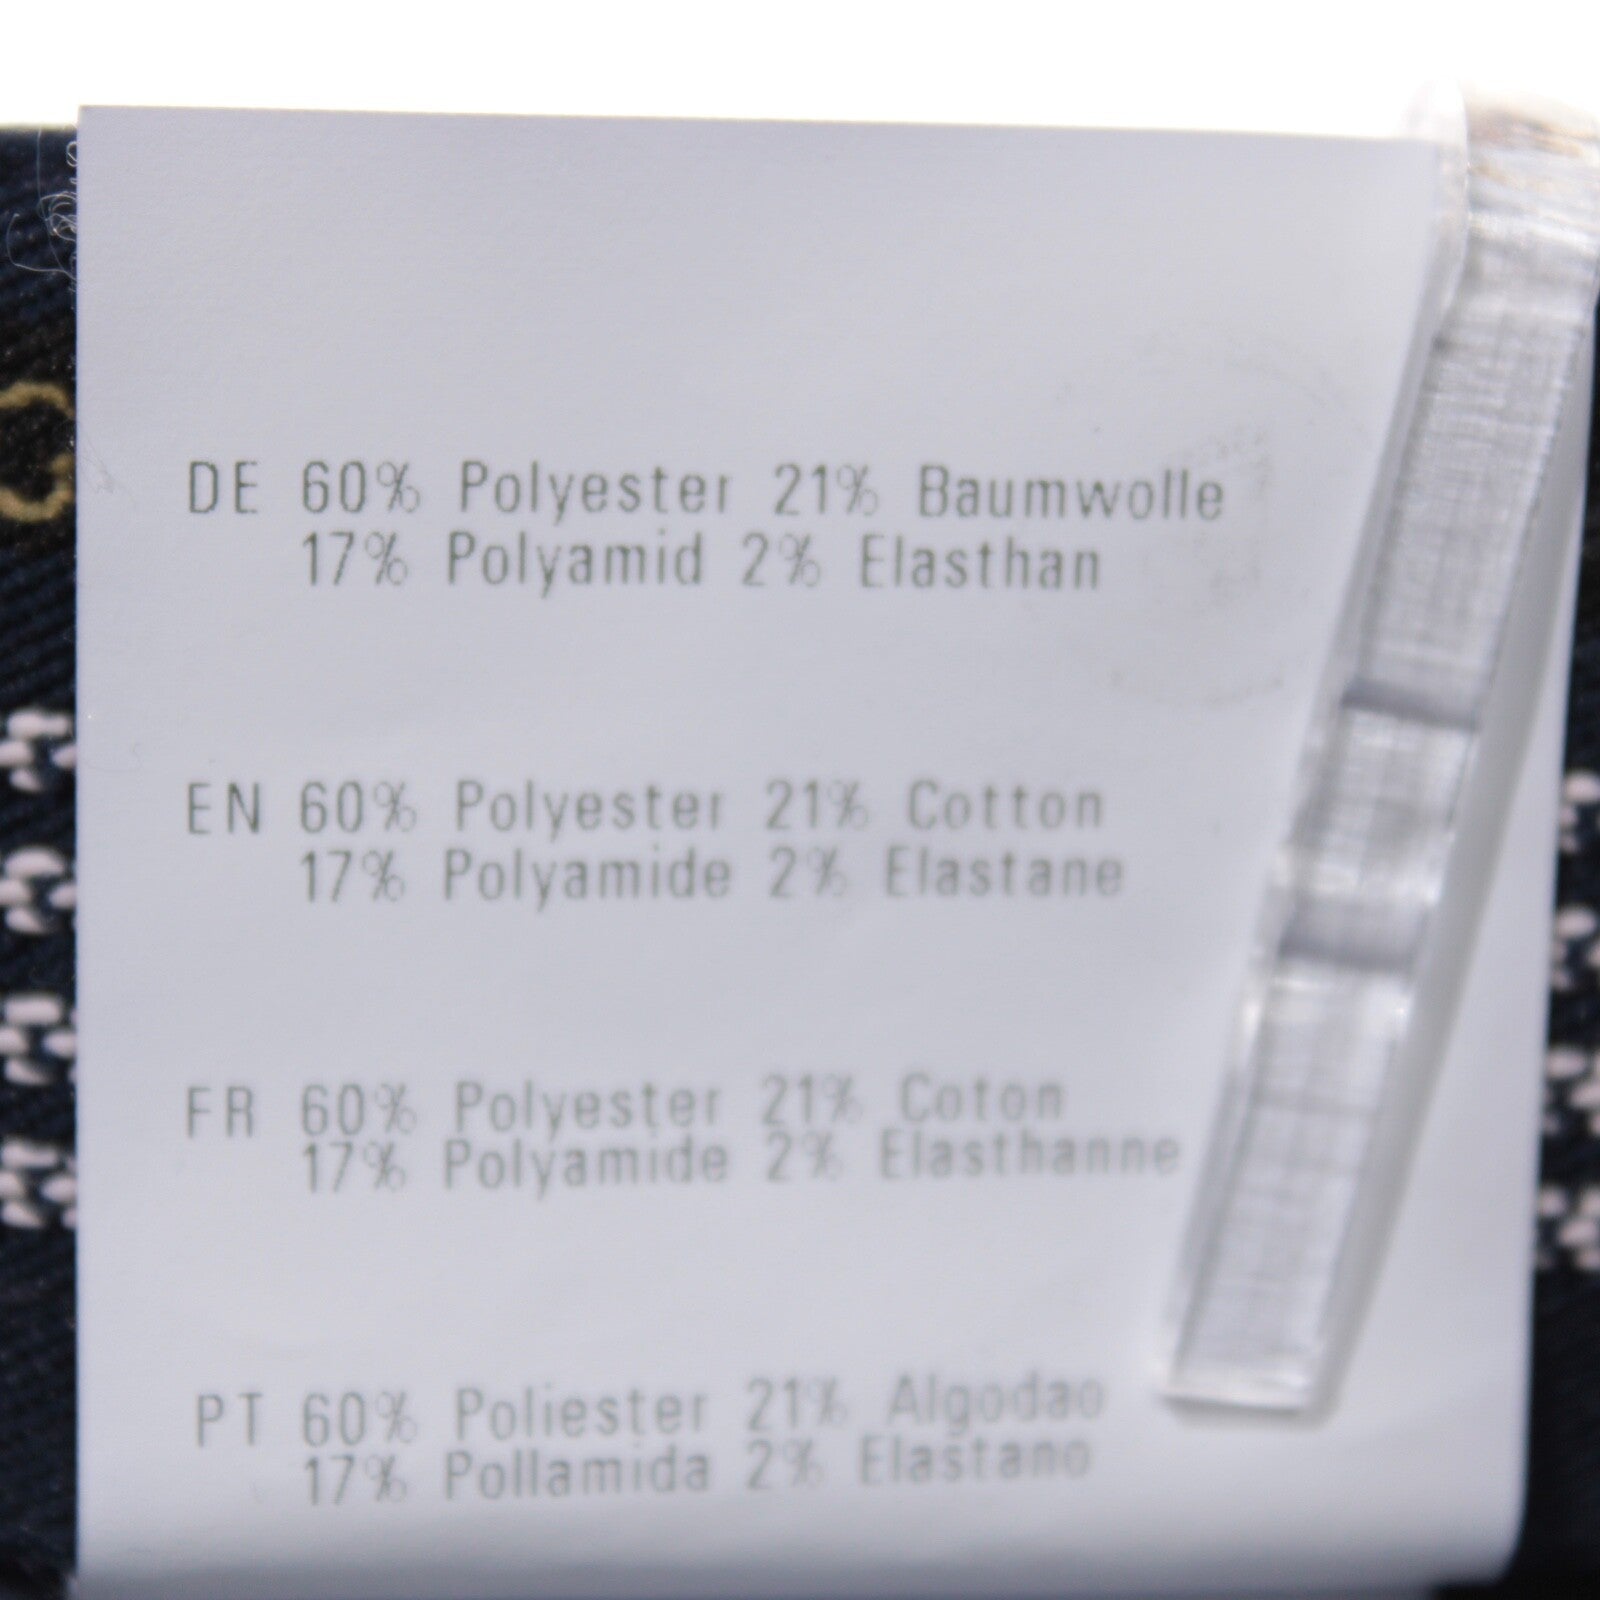 DE 60% Polyester 21% Baumwolle
17% Polyamid 2% Elasthan
EN 60% Polyester 21% Cotton
17% Polyamide 2% Elastane
FR 60% Polyester 21% Coton
17% Polyamide 2% Elasthanne
PT 60% Poliester 21% Algodao
17% Pollamida 2% Elastano